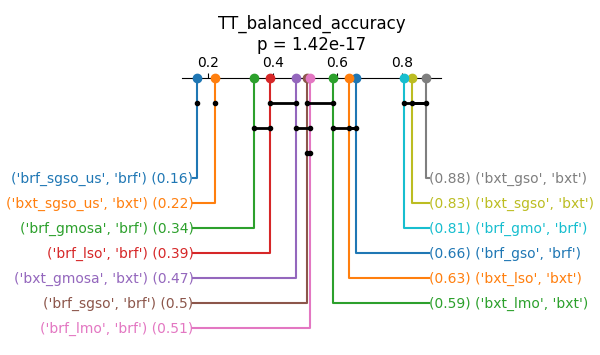 TT_balanced_accuracy
p = 1.42e-17
0.2 0.4 0.6 0.8
('brf_sgso_us', 'brf') (0.16)
(0.88) ('bxt_gso', 'bxt')
('bxt_sgso_us', 'bxt') (0.22)
(0.83) ('bxt_sgso', 'bxt')
('brf_gmosa', 'brf') (0.34)
(0.81) ('brf_gmo', 'brf')
('brf_lso', 'brf') (0.39)
(0.66) ('brf_gso', 'brf')
('bxt_gmosa', 'bxt') (0.47)
(0.63) ('bxt_lso', 'bxt')
('brf_sgso', 'brf') (0.5)
(0.59) ('bxt_lmo', 'bxt')
('brf_lmo', 'brf') (0.51)